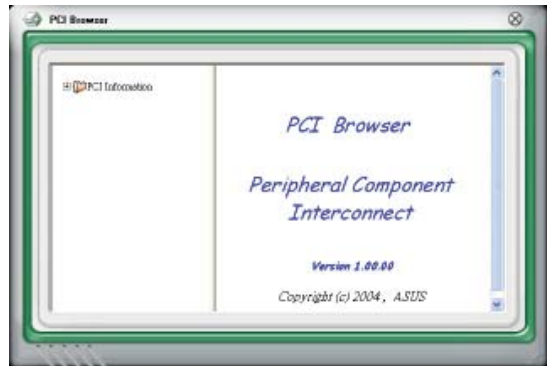 PCI Browser
PCI Information
PCI Browser
Peripheral Component
Interconnect
Version 1.00.00
Copyright (c) 2004, ASUS